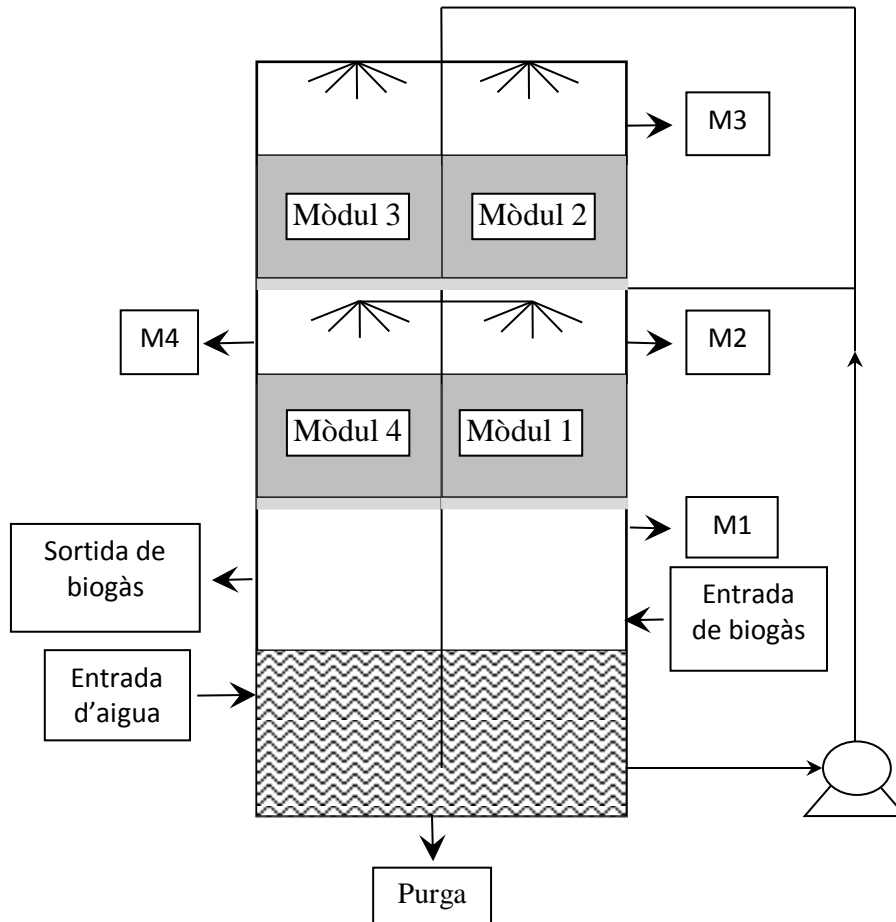 M3
Mòdul 3
Mòdul 2
M4
M2
Mòdul 4
Mòdul 1
M1
Sortida de
biogàs
Entrada
de biogàs
Entrada
d’aigua
Purga